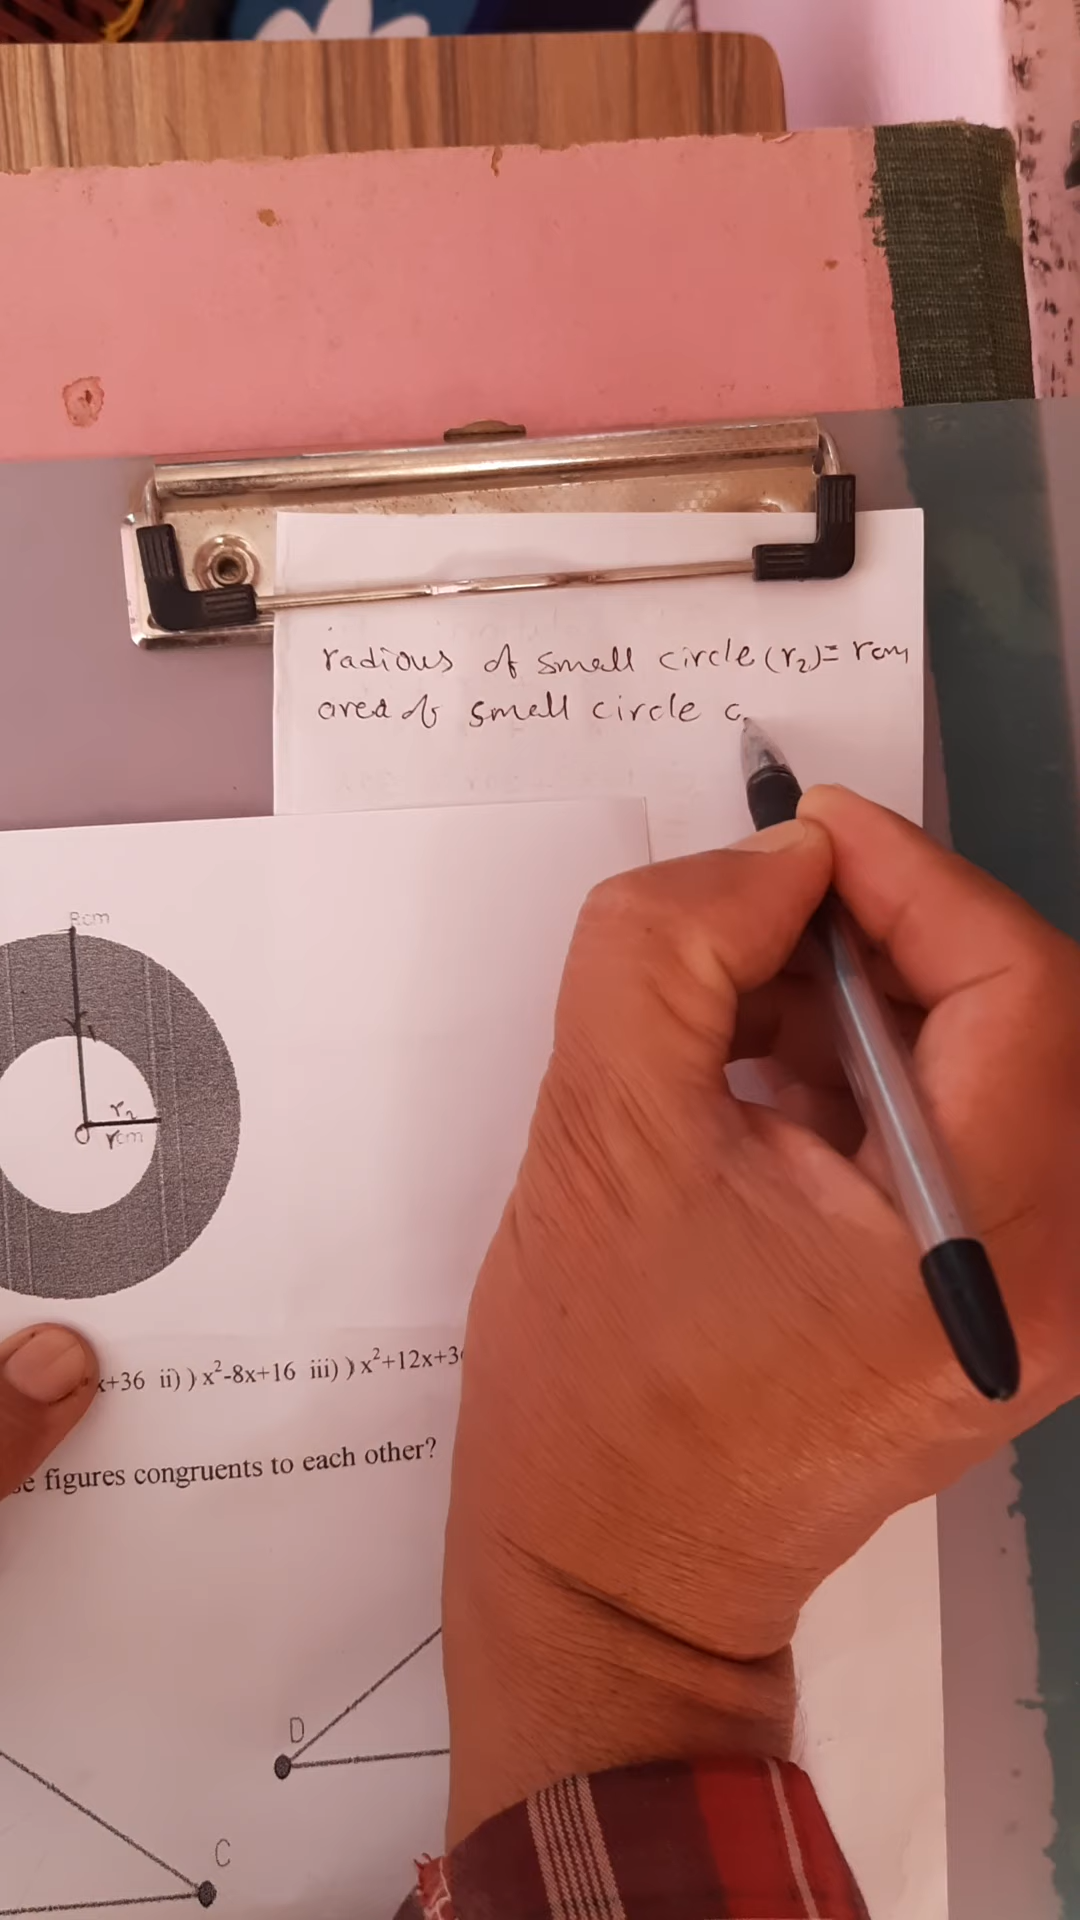 radious of small circle (r₂) = r cm
area of small circle
Rcm
r₁
r₂
O
rcm
x+36 ii) ) x²-8x+16 iii) ) x²+12x+3
figures congruents to each other?
D
C